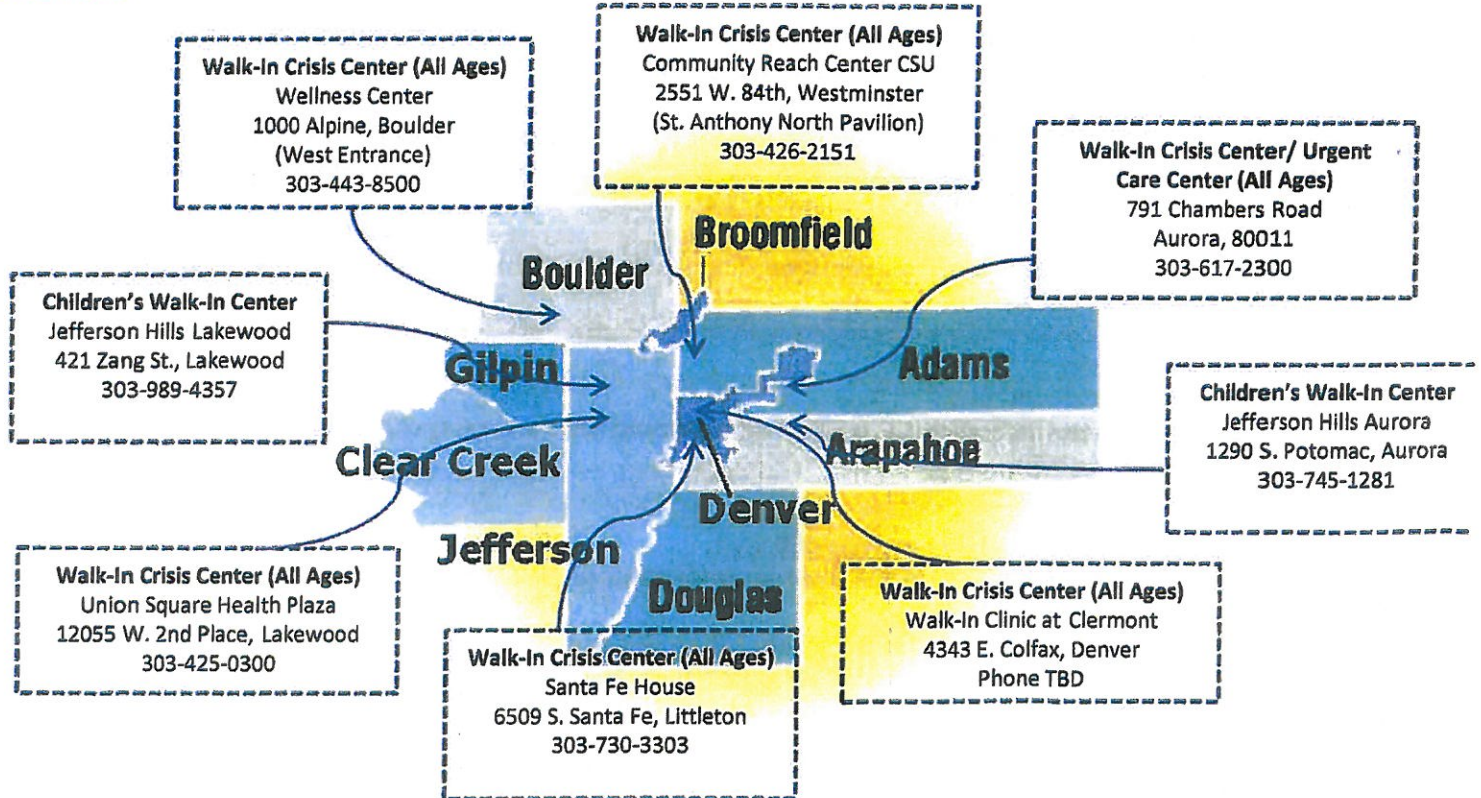 Walk-In Crisis Center (All Ages)
Wellness Center
1000 Alpine, Boulder
(West Entrance)
303-443-8500
Walk-In Crisis Center (All Ages)
Community Reach Center CSU
2551 W. 84th, Westminster
(St. Anthony North Pavilion)
303-426-2151
Walk-In Crisis Center/ Urgent
Care Center (All Ages)
791 Chambers Road
Aurora, 80011
303-617-2300
Children's Walk-In Center
Jefferson Hills Lakewood
421 Zang St., Lakewood
303-989-4357
Broomfield
Boulder
Gilpin
Adams
Clear Creek
Arapahoe
Denver
Jefferson
Douglas
Children's Walk-In Center
Jefferson Hills Aurora
1290 S. Potomac, Aurora
303-745-1281
Walk-In Crisis Center (All Ages)
Union Square Health Plaza
12055 W. 2nd Place, Lakewood
303-425-0300
Walk-In Crisis Center (All Ages)
Santa Fe House
6509 S. Santa Fe, Littleton
303-730-3303
Walk-In Crisis Center (All Ages)
Walk-In Clinic at Clermont
4343 E. Colfax, Denver
Phone TBD